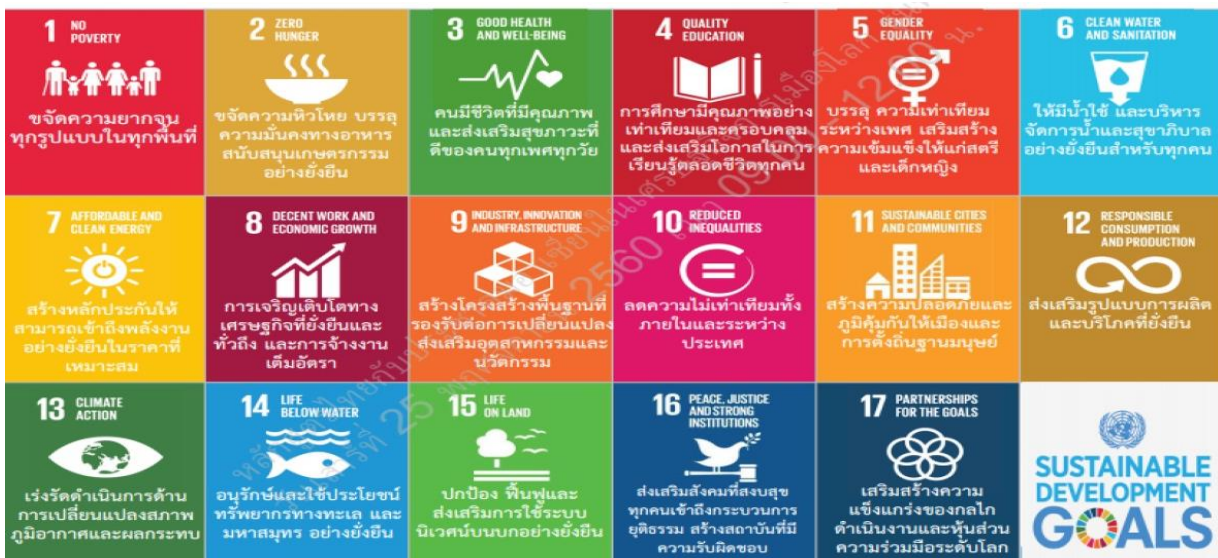 1 NO
POVERTY
ขจัดความยากจน
ทุกรูปแบบในทุกพื้นที่
2 ZERO
HUNGER
ขจัดความหิวโหย บรรลุ
ความมั่นคงทางอาหาร
สนับสนุนเกษตรกรรม
อย่างยั่งยืน
3 GOOD HEALTH
AND WELL-BEING
คนมีชีวิตที่มีคุณภาพ
และส่งเสริมสุขภาวะที่
ดีของคนทุกเพศทุกวัย
4 QUALITY
EDUCATION
การศึกษามีคุณภาพอย่าง
เท่าเทียมและครอบคลุม
และส่งเสริมโอกาสในการ
เรียนรู้ตลอดชีวิตทุกคน
5 GENDER
EQUALITY
บรรลุ ความเท่าเทียม
ระหว่างเพศ เสริมสร้าง
ความเข้มแข็งให้แก่สตรี
และเด็กหญิง
6 CLEAN WATER
AND SANITATION
ให้มีน้ำใช้ และบริหาร
จัดการน้ำและสุขาภิบาล
อย่างยั่งยืนสำหรับทุกคน
7 AFFORDABLE AND
CLEAN ENERGY
สร้างหลักประกันให้
สามารถเข้าถึงพลังงาน
อย่างยั่งยืนในราคาที่
เหมาะสม
8 DECENT WORK AND
ECONOMIC GROWTH
การเจริญเติบโตทาง
เศรษฐกิจที่ยั่งยืนและ
ทั่วถึง และการจ้างงาน
เต็มอัตรา
9 INDUSTRY, INNOVATION
AND INFRASTRUCTURE
สร้างโครงสร้างพื้นฐานที่
รองรับต่อการเปลี่ยนแปลง
ส่งเสริมอุตสาหกรรมและ
นวัตกรรม
10 REDUCED
INEQUALITIES
ลดความไม่เท่าเทียมทั้ง
ภายในและระหว่าง
ประเทศ
11 SUSTAINABLE CITIES
AND COMMUNITIES
สร้างความปลอดภัยและ
ภูมิคุ้มกันให้เมืองและ
การตั้งถิ่นฐานมนุษย์
12 RESPONSIBLE
CONSUMPTION
AND PRODUCTION
ส่งเสริมรูปแบบการผลิต
และบริโภคที่ยั่งยืน
13 CLIMATE
ACTION
เร่งรัดดำเนินการด้าน
การเปลี่ยนแปลงสภาพ
ภูมิอากาศและผลกระทบ
14 LIFE
BELOW WATER
อนุรักษ์และใช้ประโยชน์
ทรัพยากรทางทะเล และ
มหาสมุทร อย่างยั่งยืน
15 LIFE
ON LAND
ปกป้อง ฟื้นฟูและ
ส่งเสริมการใช้ระบบ
นิเวศน์บนบกอย่างยั่งยืน
16 PEACE, JUSTICE
AND STRONG
INSTITUTIONS
ส่งเสริมสังคมที่สงบสุข
ทุกคนเข้าถึงกระบวนการ
ยุติธรรม สร้างสถาบันที่มี
ความรับผิดชอบ
17 PARTNERSHIPS
FOR THE GOALS
เสริมสร้างความ
แข็งแกร่งของกลไก
ดำเนินงานและหุ้นส่วน
ความร่วมมือระดับโลก
SUSTAINABLE
DEVELOPMENT
GOALS